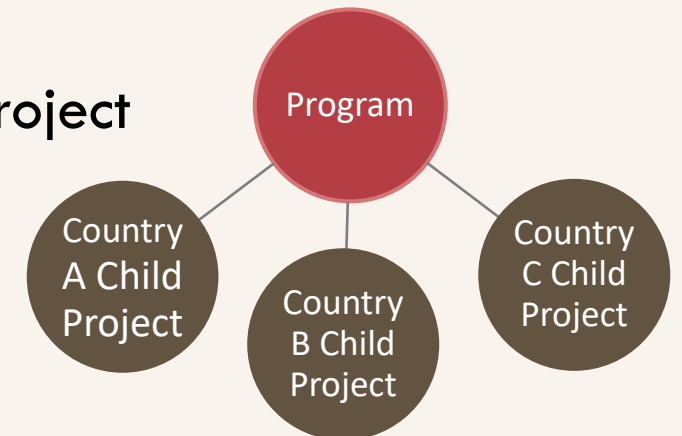 Program
roject
Country
A Child
Project
Country
B Child
Project
Country
C Child
Project